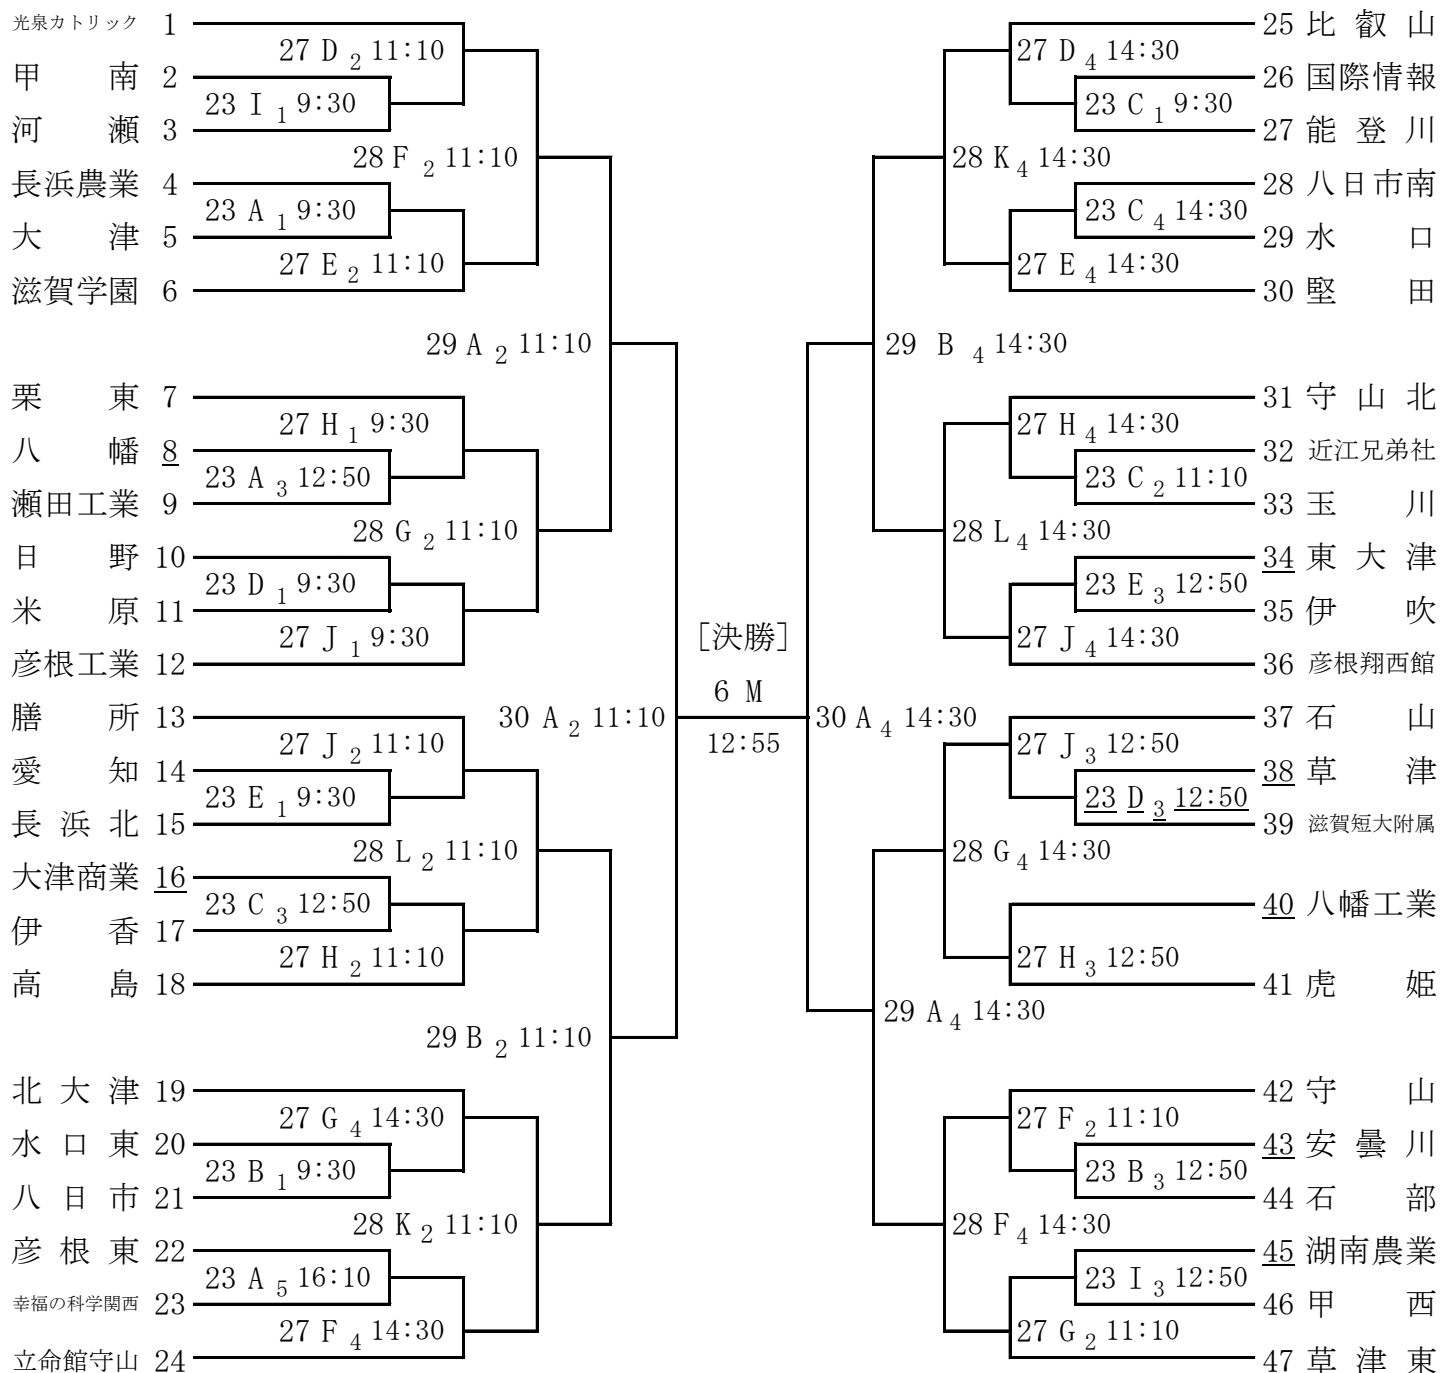 光泉カトリック 1
27 D 2 11:10
甲南 2
23 I 1 9:30
河瀬 3
28 F 2 11:10
長浜農業 4
23 A 1 9:30
大津 5
27 E 2 11:10
滋賀学園 6
29 A 2 11:10
栗東 7
27 H 1 9:30
八幡 8
23 A 3 12:50
瀬田工業 9
28 G 2 11:10
日野 10
23 D 1 9:30
米原 11
27 J 1 9:30
彦根工業 12
30 A 2 11:10
膳所 13
27 J 2 11:10
愛知 14
23 E 1 9:30
長浜北 15
28 L 2 11:10
大津商業 16
23 C 3 12:50
伊香 17
27 H 2 11:10
高島 18
29 B 2 11:10
北大津 19
27 G 4 14:30
水口東 20
23 B 1 9:30
八日市 21
28 K 2 11:10
彦根東 22
23 A 5 16:10
幸福の科学関西 23
27 F 4 14:30
立命館守山 24
[決勝]
6 M
12:55
25 比叡山
27 D 4 14:30
26 国際情報
23 C 1 9:30
27 能登川
28 K 4 14:30
28 八日市南
23 C 4 14:30
29 水口
27 E 4 14:30
30 堅田
29 B 4 14:30
31 守山北
27 H 4 14:30
32 近江兄弟社
23 C 2 11:10
33 玉川
28 L 4 14:30
34 東大津
23 E 3 12:50
35 伊吹
27 J 4 14:30
36 彦根翔西館
30 A 4 14:30
37 石山
27 J 3 12:50
38 草津
23 D 3 12:50
39 滋賀短大附属
28 G 4 14:30
40 八幡工業
27 H 3 12:50
41 虎姫
29 A 4 14:30
42 守山
27 F 2 11:10
43 安曇川
23 B 3 12:50
44 石部
28 F 4 14:30
45 湖南農業
23 I 3 12:50
46 甲西
27 G 2 11:10
47 草津東